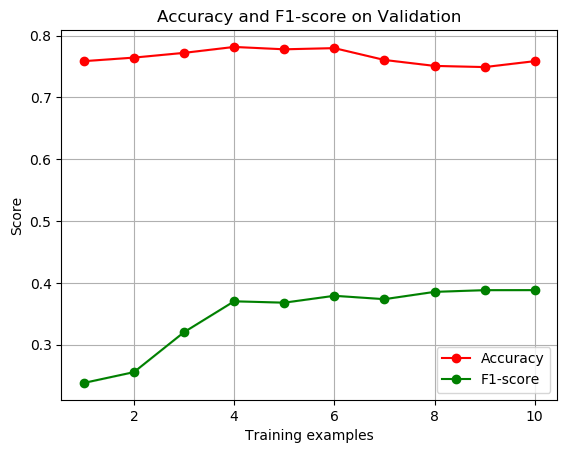 Accuracy and F1-score on Validation
0.8
0.7
0.6
0.5
0.4
0.3
Score
2
4
6
8
10
Training examples
Accuracy
F1-score